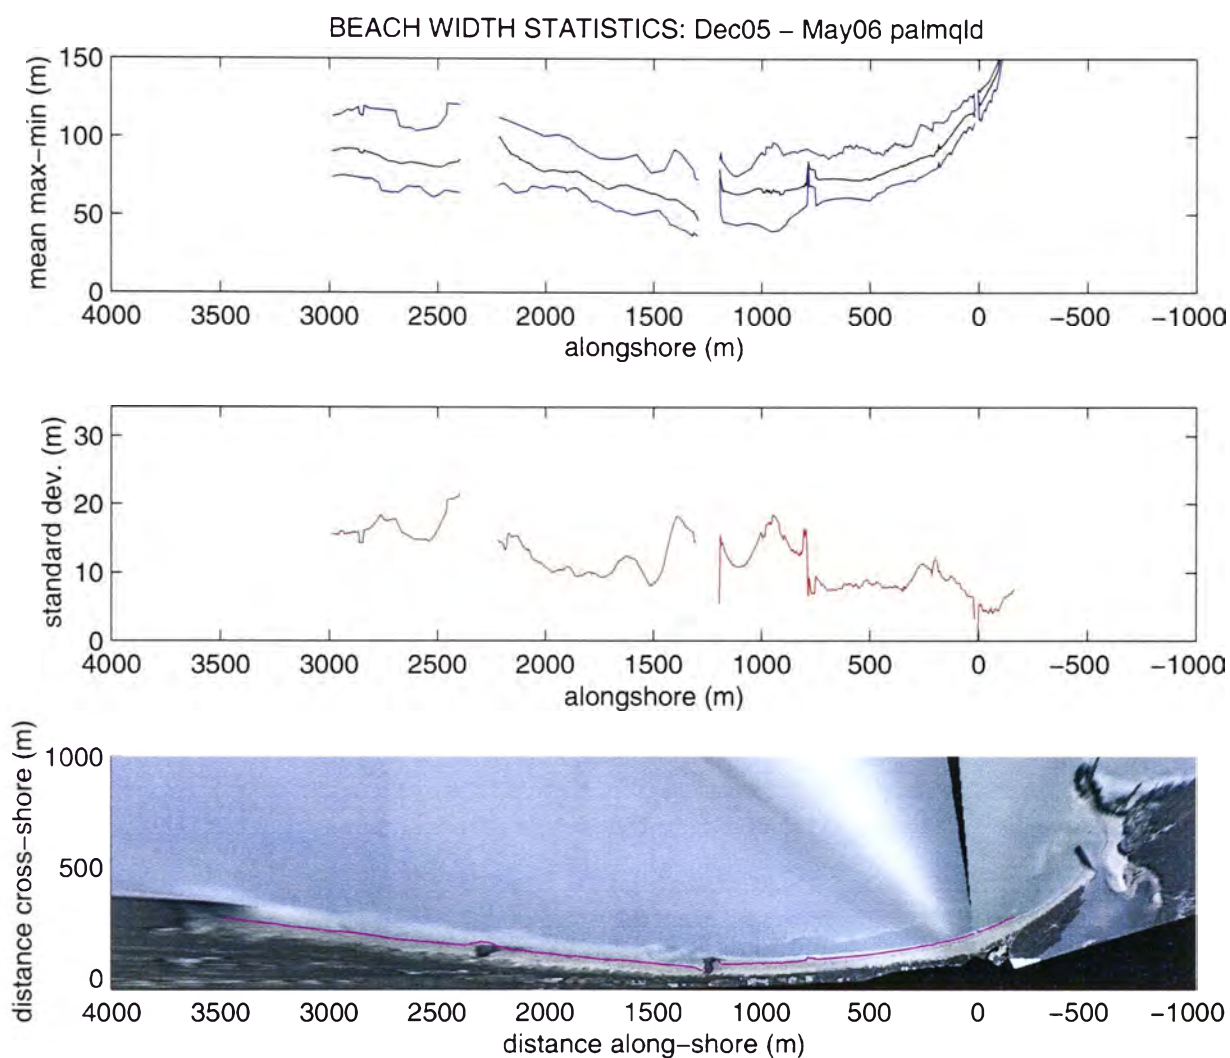 BEACH WIDTH STATISTICS: Dec05 – May06 palmqld
mean max–min (m)
150
100
50
0
4000 3500 3000 2500 2000 1500 1000 500 0 –500 –1000
alongshore (m)
standard dev. (m)
30
20
10
0
4000 3500 3000 2500 2000 1500 1000 500 0 –500 –1000
alongshore (m)
distance cross–shore (m)
1000
500
0
4000 3500 3000 2500 2000 1500 1000 500 0 –500 –1000
distance along–shore (m)